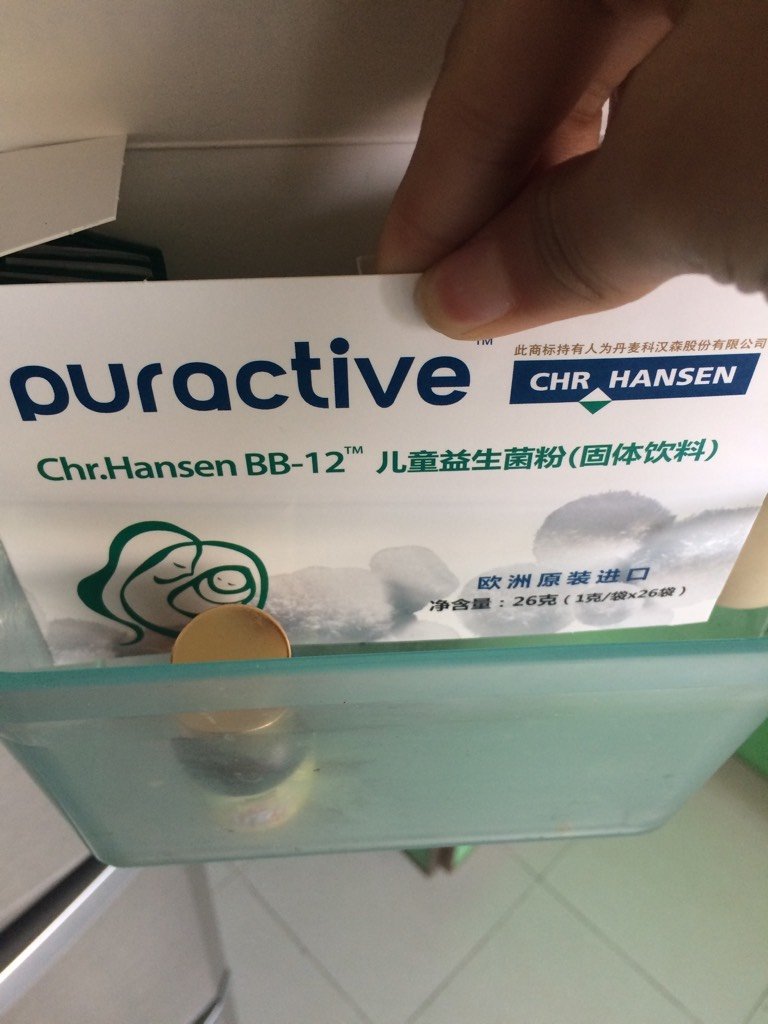 puractive™
此商标持有人为丹麦科汉森股份有限公司
CHR HANSEN
Chr.Hansen BB-12™ 儿童益生菌粉(固体饮料)
欧洲原装进口
净含量：26克（1克/袋x26袋）